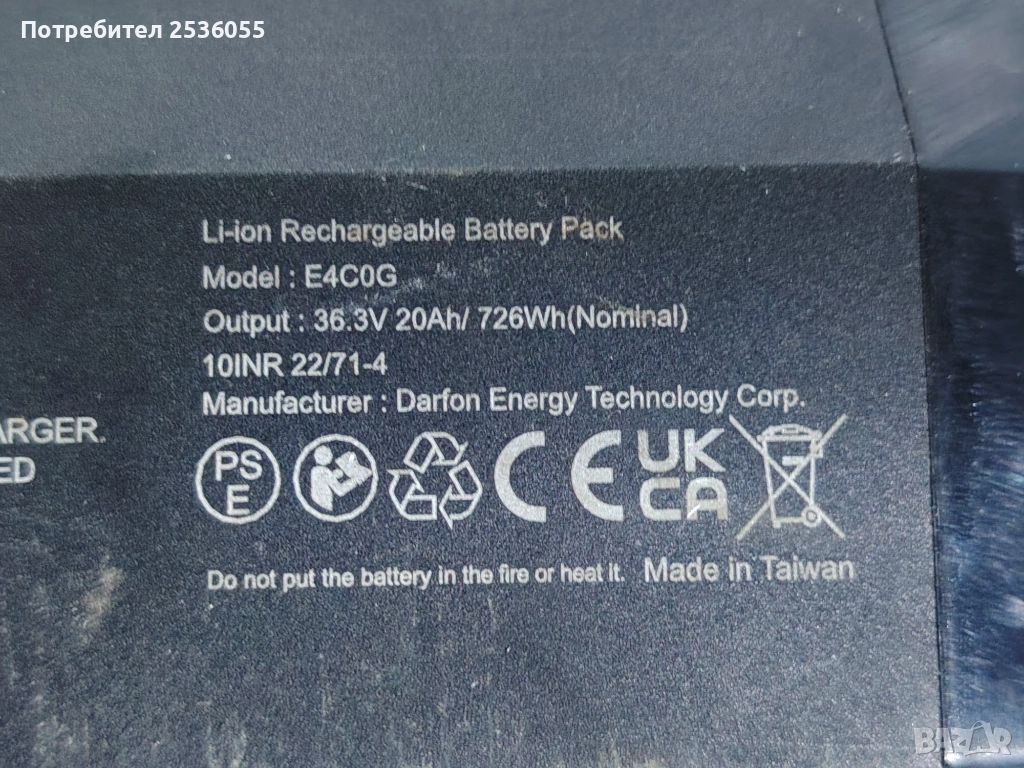 Потребител 2536055
Li-ion Rechargeable Battery Pack
Model : E4C0G
Output : 36.3V 20Ah/ 726Wh(Nominal)
10INR 22/71-4
Manufacturer : Darfon Energy Technology Corp.
ARGER.
ED
PS
E
CE
UK
CA
Do not put the battery in the fire or heat it. Made in Taiwan
BAZAR